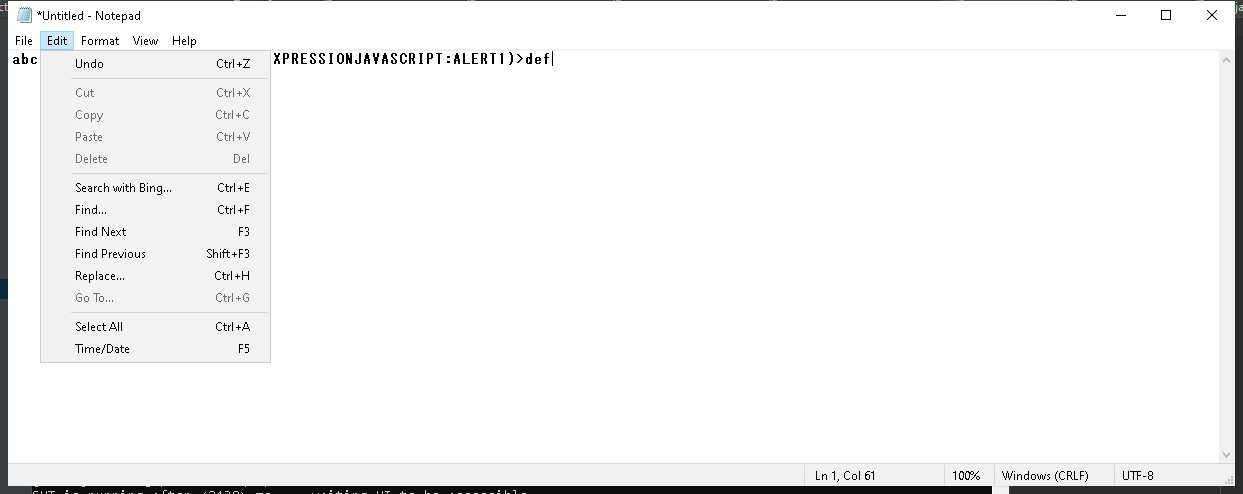 *Untitled - Notepad
File Edit Format View Help
abc XPRESSIONJAVASCRIPT:ALERT1)>def
Undo Ctrl+Z
Cut Ctrl+X
Copy Ctrl+C
Paste Ctrl+V
Delete Del
Search with Bing... Ctrl+E
Find... Ctrl+F
Find Next F3
Find Previous Shift+F3
Replace... Ctrl+H
Go To... Ctrl+G
Select All Ctrl+A
Time/Date F5
Ln 1, Col 61 100% Windows (CRLF) UTF-8